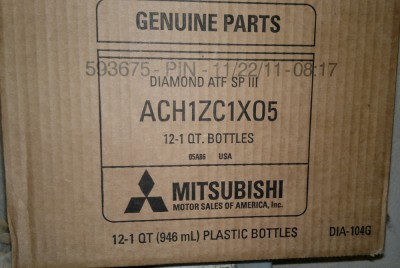 GENUINE PARTS
593675 - PIN - 11/22/11 - 08:17
DIAMOND ATF SP III
ACH1ZC1X05
12-1 QT. BOTTLES
05A86 USA
MITSUBISHI
MOTOR SALES OF AMERICA, Inc.
12-1 QT (946 mL) PLASTIC BOTTLES DIA-104G